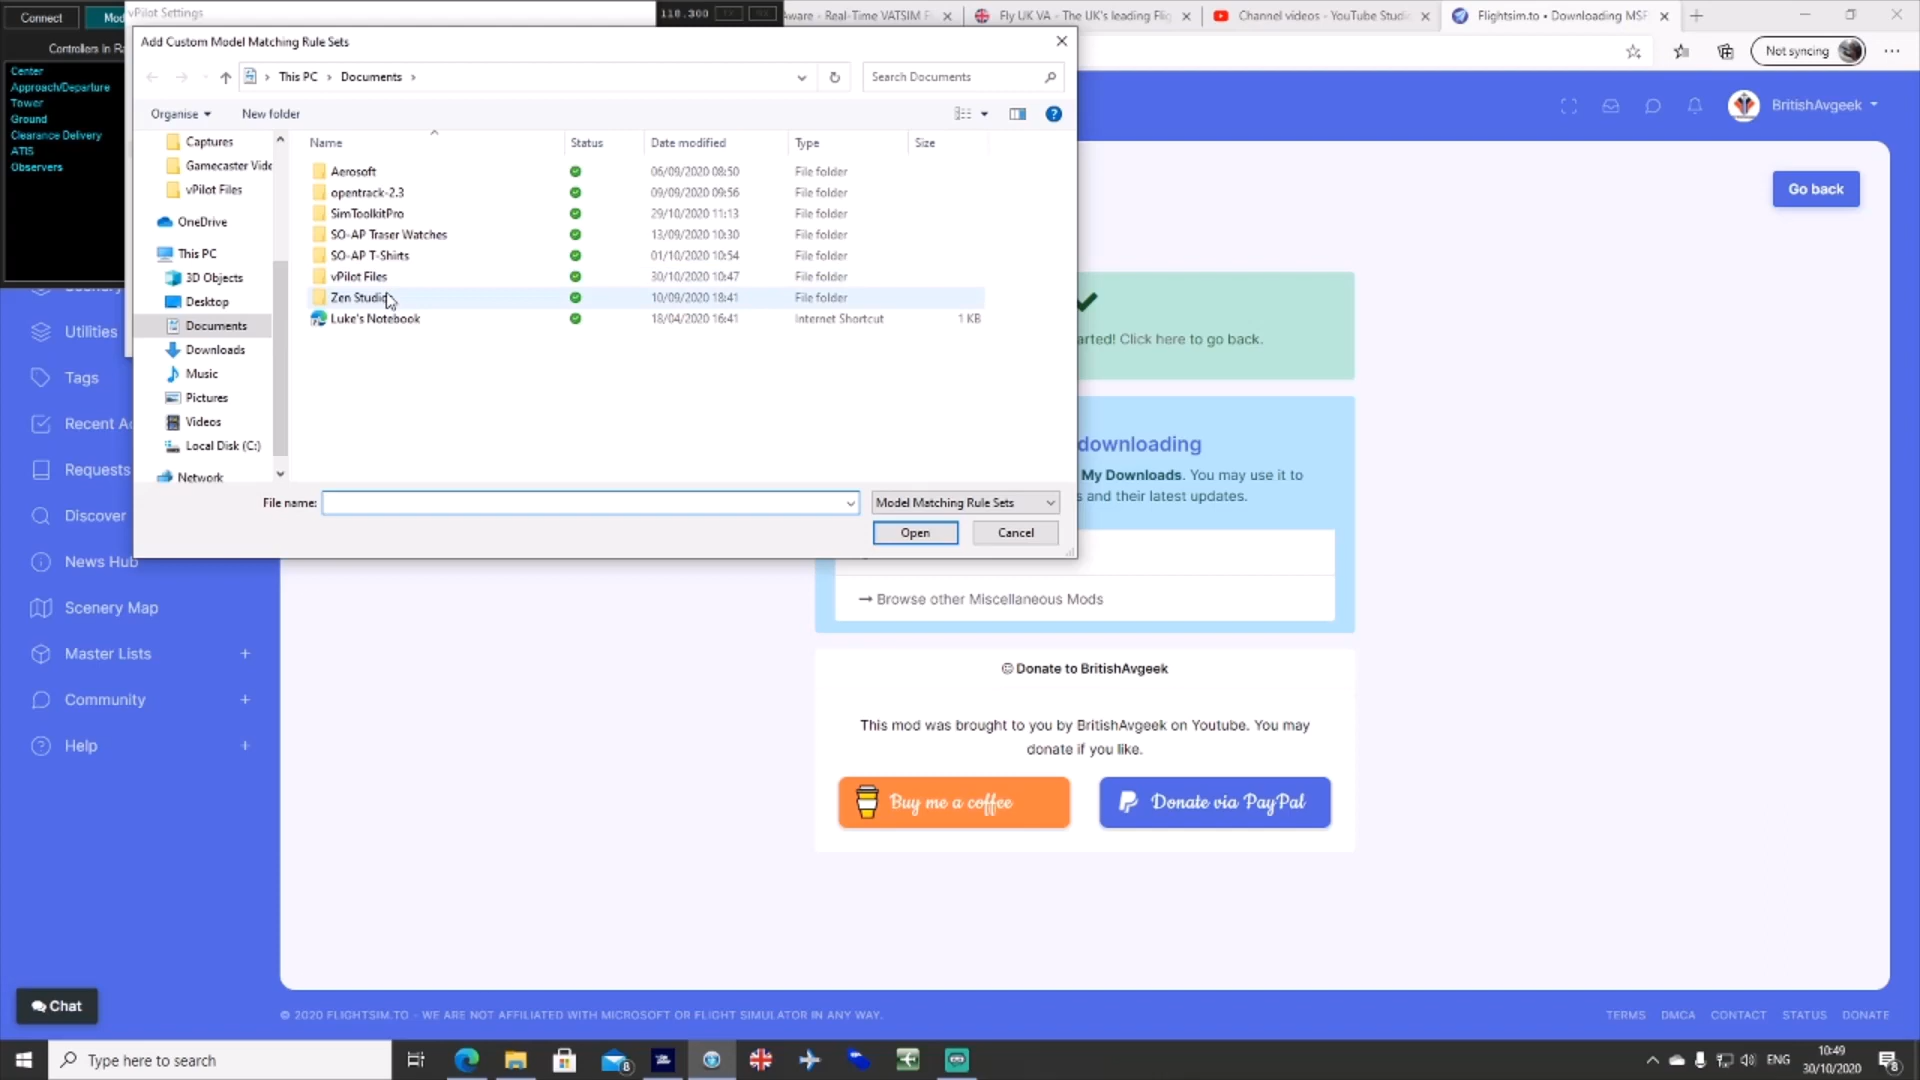 Connect
vPilot Settings
118.300
Aware - Real-Time VATSIM F
Fly UK VA - The UK's leading Flig
Channel videos - YouTube Studi
Flightsim.to • Downloading MSF
Controllers In Ra
Center
Approach/Departure
Tower
Ground
Clearance Delivery
ATIS
Observers
Add Custom Model Matching Rule Sets
This PC > Documents >
Search Documents
Organise
New folder
Name
Status
Date modified
Type
Size
Captures
Gamecaster Vide
vPilot Files
OneDrive
This PC
3D Objects
Desktop
Documents
Downloads
Music
Pictures
Videos
Local Disk (C:)
Network
Aerosoft 06/09/2020 08:50 File folder
opentrack-2.3 09/09/2020 09:56 File folder
SimToolkitPro 29/10/2020 11:13 File folder
SO-AP Traser Watches 13/09/2020 10:30 File folder
SO-AP T-Shirts 01/10/2020 10:54 File folder
vPilot Files 30/10/2020 10:47 File folder
Zen Studio 10/09/2020 18:41 File folder
Luke's Notebook 18/04/2020 16:41 Internet Shortcut 1 KB
File name:
Model Matching Rule Sets
Open
Cancel
Not syncing
BritishAvgeek
Go back
arted! Click here to go back.
downloading
My Downloads. You may use it to
s and their latest updates.
→ Browse other Miscellaneous Mods
Donate to BritishAvgeek
This mod was brought to you by BritishAvgeek on Youtube. You may
donate if you like.
Buy me a coffee
Donate via PayPal
Utilities
Tags
Recent A
Requests
Discover
News Hub
Scenery Map
Master Lists +
Community +
Help +
Chat
© 2020 FLIGHTSIM.TO - WE ARE NOT AFFILIATED WITH MICROSOFT OR FLIGHT SIMULATOR IN ANY WAY.
TERMS
DMCA
CONTACT
STATUS
DONATE
Type here to search
8
ENG
10:49
30/10/2020
8